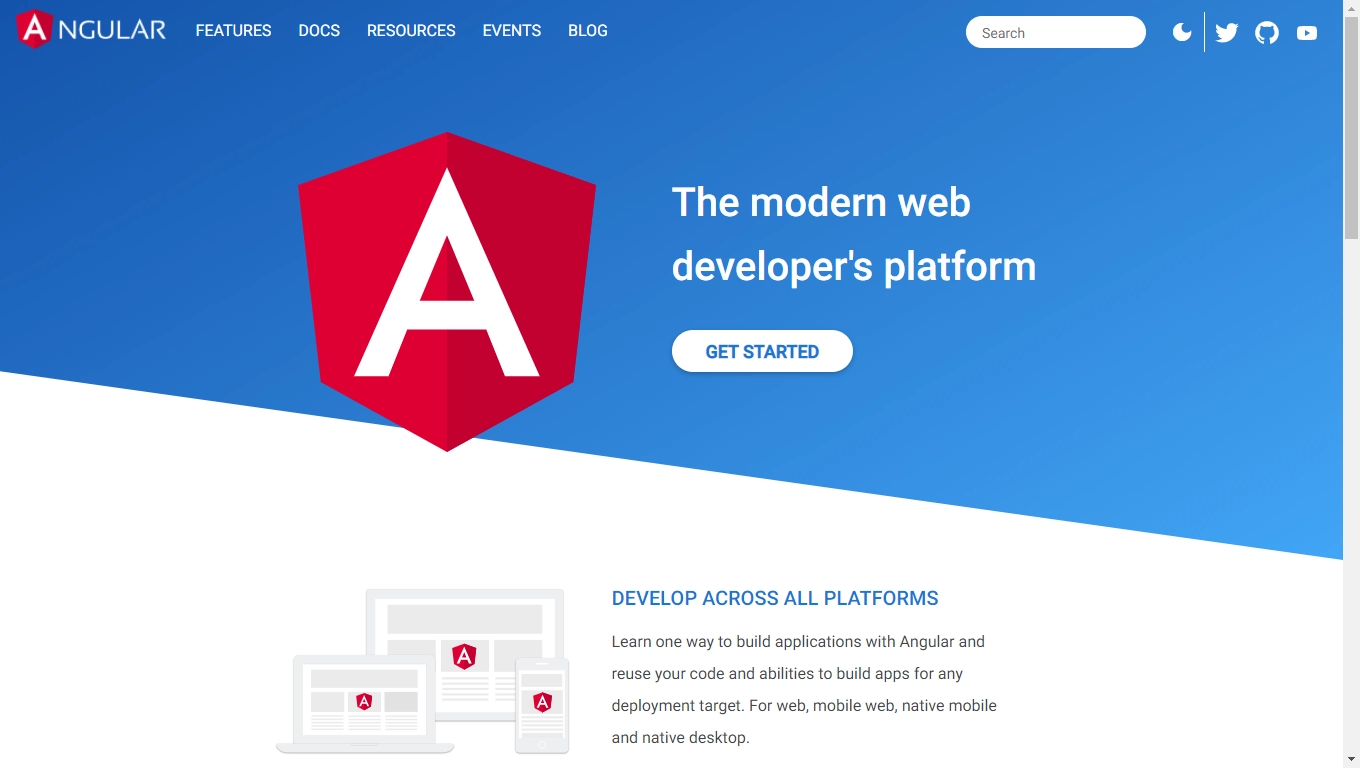 ANGULAR
FEATURES
DOCS
RESOURCES
EVENTS
BLOG
Search
A
The modern web
developer's platform
GET STARTED
DEVELOP ACROSS ALL PLATFORMS
Learn one way to build applications with Angular and
reuse your code and abilities to build apps for any
deployment target. For web, mobile web, native mobile
and native desktop.
A
A
A